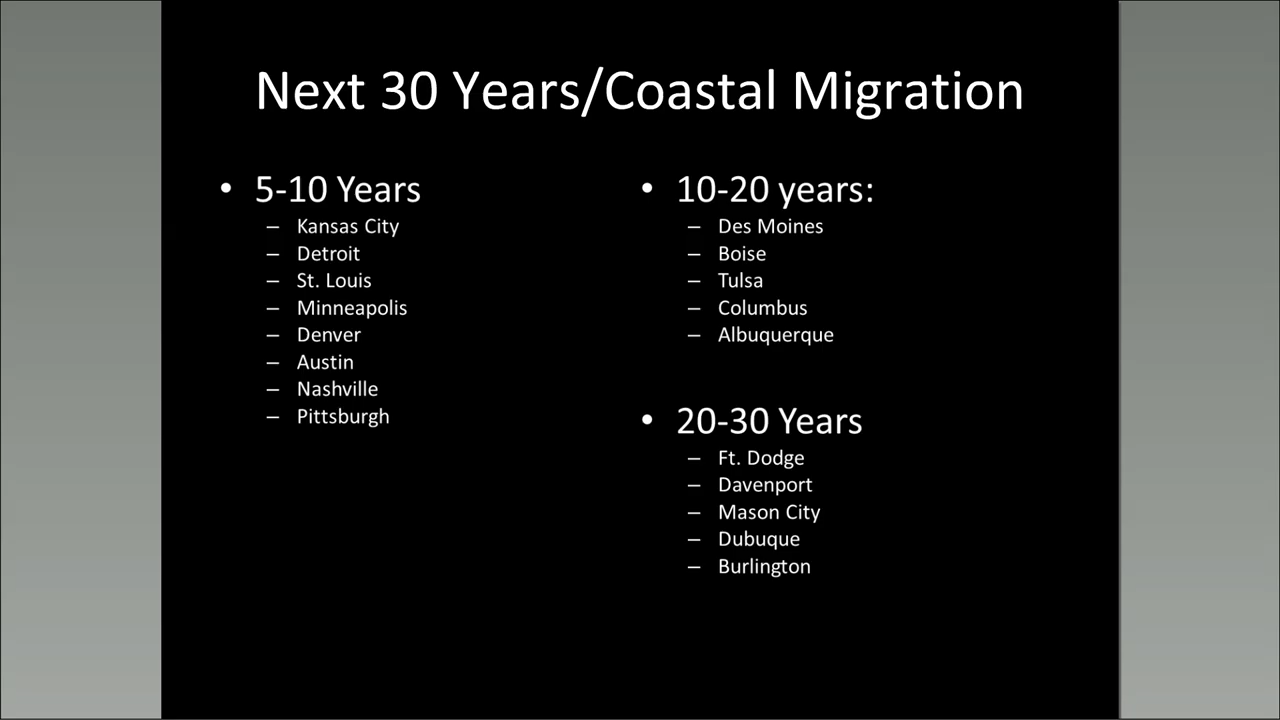 Next 30 Years/Coastal Migration
• 5-10 Years
– Kansas City
– Detroit
– St. Louis
– Minneapolis
– Denver
– Austin
– Nashville
– Pittsburgh
• 10-20 years:
– Des Moines
– Boise
– Tulsa
– Columbus
– Albuquerque
• 20-30 Years
– Ft. Dodge
– Davenport
– Mason City
– Dubuque
– Burlington